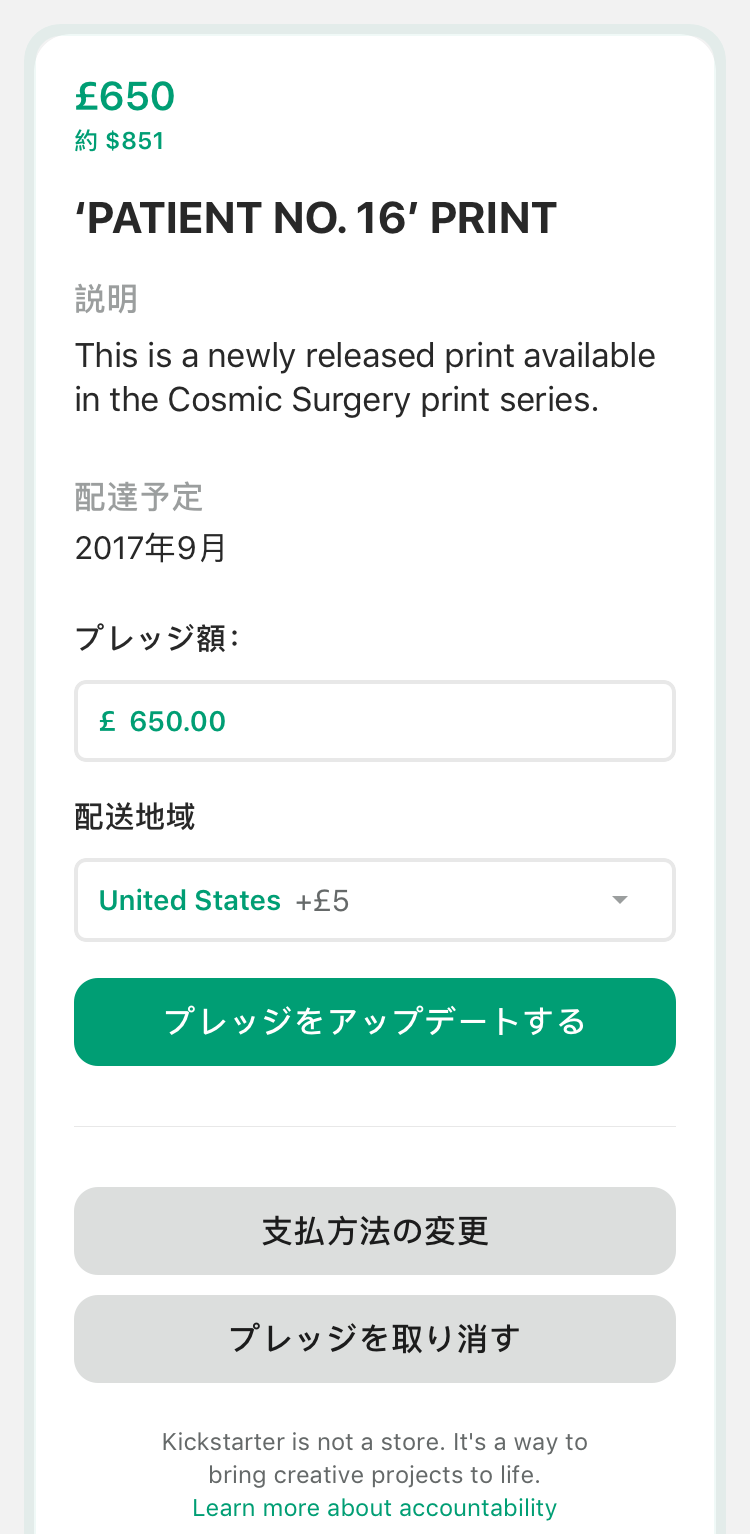 £650
約 $851
‘PATIENT NO. 16’ PRINT
説明
This is a newly released print available
in the Cosmic Surgery print series.
配達予定
2017年9月
プレッジ額：
£ 650.00
配送地域
United States +£5
プレッジをアップデートする
支払方法の変更
プレッジを取り消す
Kickstarter is not a store. It's a way to
bring creative projects to life.
Learn more about accountability